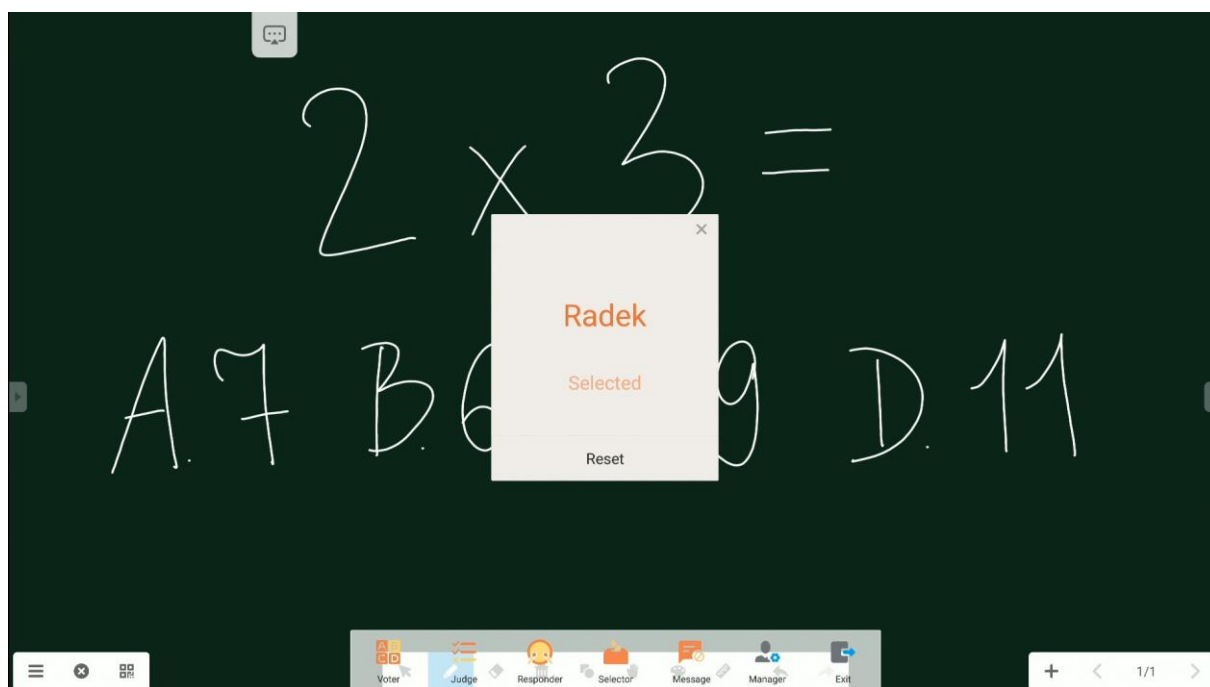 2 x 3 =
Radek
Selected
A. 7 B. 6 9 D. 11
Reset
Voter Judge Responder Selector Message Manager Exit
1/1